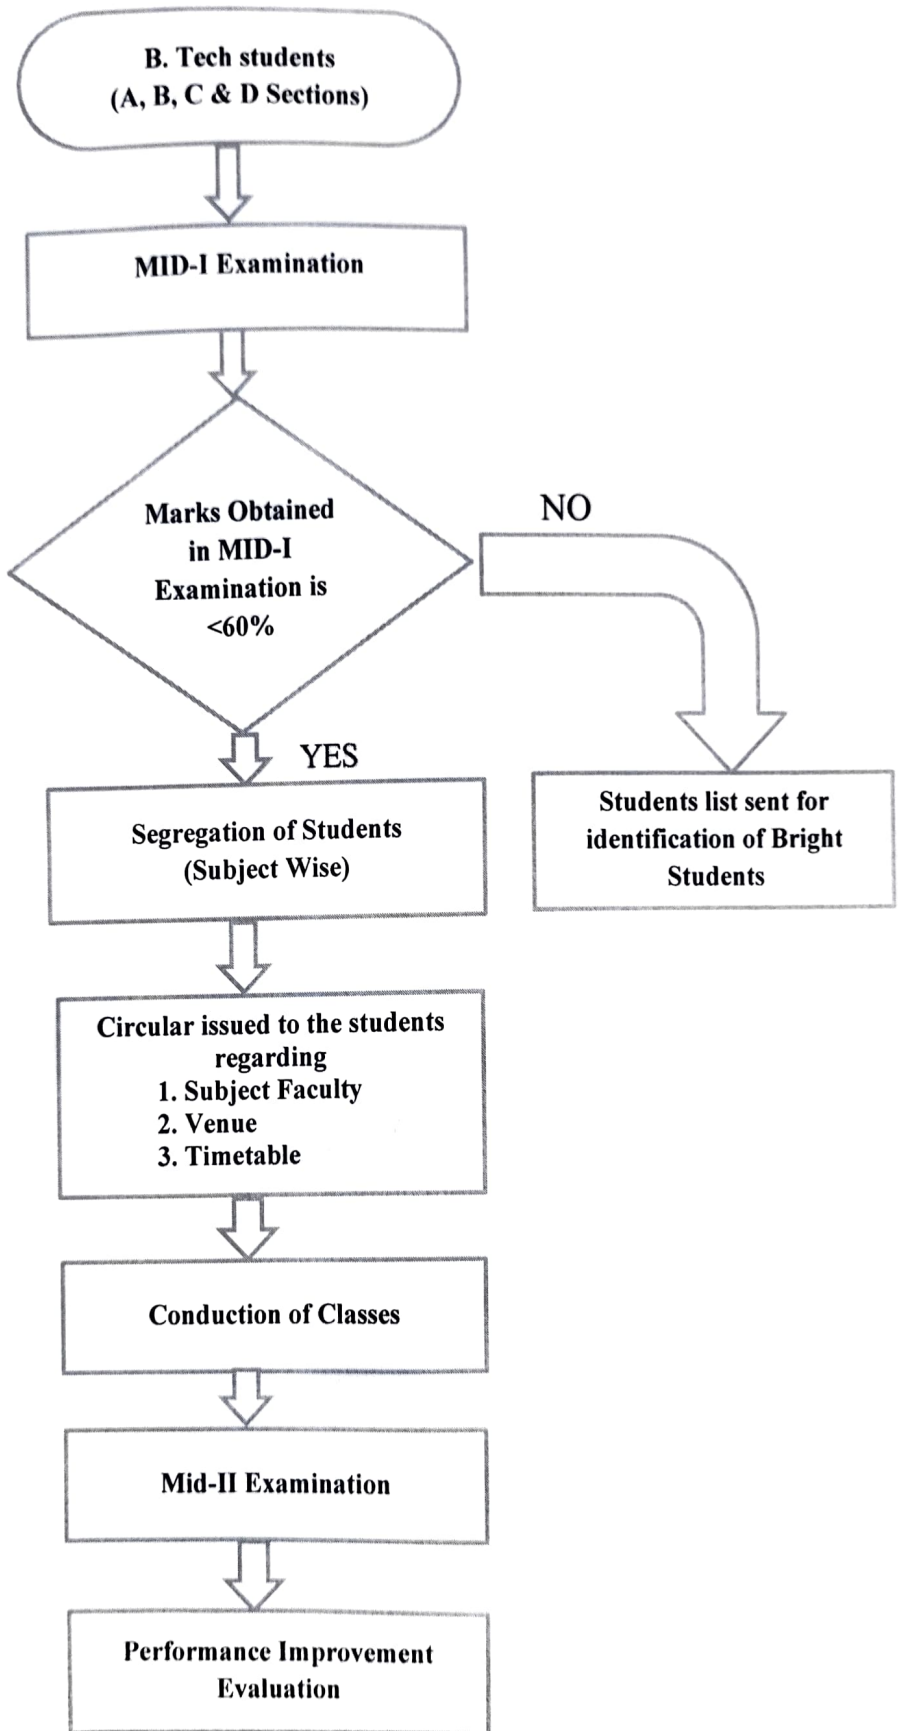 B. Tech students
(A, B, C & D Sections)
MID-I Examination
Marks Obtained
in MID-I
Examination is
<60%
NO
YES
Segregation of Students
(Subject Wise)
Students list sent for
identification of Bright
Students
Circular issued to the students
regarding
1. Subject Faculty
2. Venue
3. Timetable
Conduction of Classes
Mid-II Examination
Performance Improvement
Evaluation